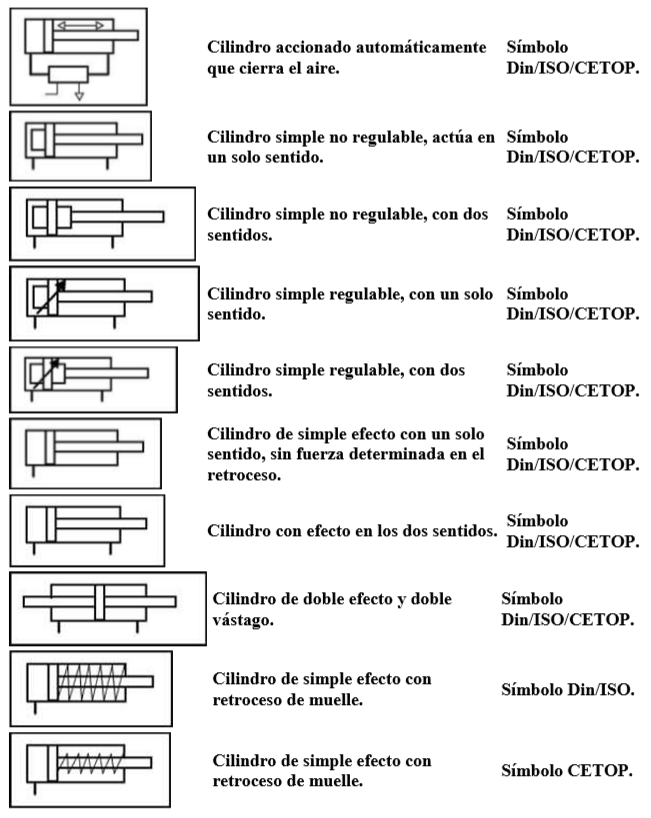 Cilindro accionado automáticamente
que cierra el aire.
Símbolo
Din/ISO/CETOP.
Cilindro simple no regulable, actúa en
un solo sentido.
Símbolo
Din/ISO/CETOP.
Cilindro simple no regulable, con dos
sentidos.
Símbolo
Din/ISO/CETOP.
Cilindro simple regulable, con un solo
sentido.
Símbolo
Din/ISO/CETOP.
Cilindro simple regulable, con dos
sentidos.
Símbolo
Din/ISO/CETOP.
Cilindro de simple efecto con un solo
sentido, sin fuerza determinada en el
retroceso.
Símbolo
Din/ISO/CETOP.
Cilindro con efecto en los dos sentidos.
Símbolo
Din/ISO/CETOP.
Cilindro de doble efecto y doble
vástago.
Símbolo
Din/ISO/CETOP.
Cilindro de simple efecto con
retroceso de muelle.
Símbolo Din/ISO.
Cilindro de simple efecto con
retroceso de muelle.
Símbolo CETOP.